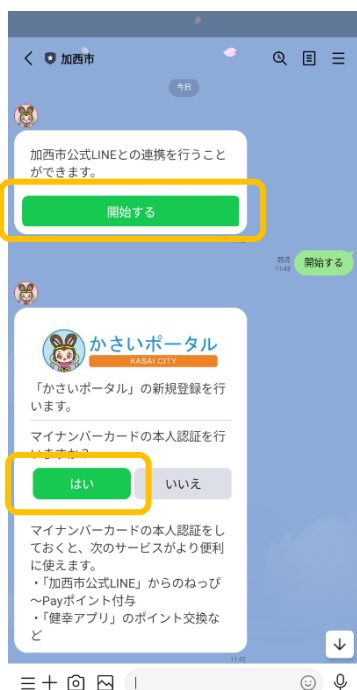 加西市
今日
加西市公式LINEとの連携を行うこと
ができます。
開始する
既読
11:43
開始する
かさいポータル
KASAI CITY
「かさいポータル」の新規登録を行
います。
マイナンバーカードの本人認証を行
いますか？
はい
いいえ
マイナンバーカードの本人認証をし
ておくと、次のサービスがより便利
に使えます。
・「加西市公式LINE」からのねっぴ
～Payポイント付与
・「健幸アプリ」のポイント交換な
ど
11:43